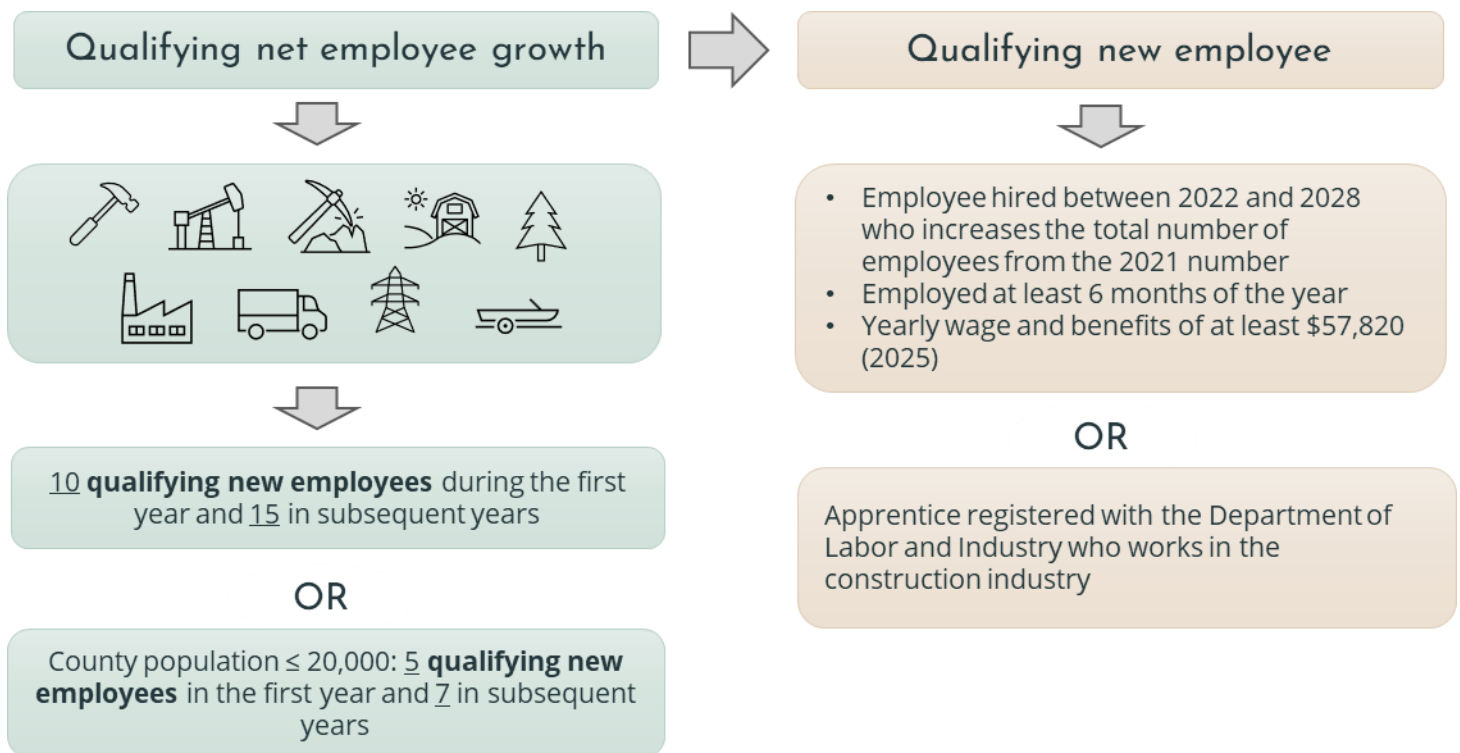 Qualifying net employee growth
10 qualifying new employees during the first
year and 15 in subsequent years
OR
County population ≤ 20,000: 5 qualifying new
employees in the first year and 7 in subsequent
years
Qualifying new employee
• Employee hired between 2022 and 2028
who increases the total number of
employees from the 2021 number
• Employed at least 6 months of the year
• Yearly wage and benefits of at least $57,820
(2025)
OR
Apprentice registered with the Department of
Labor and Industry who works in the
construction industry